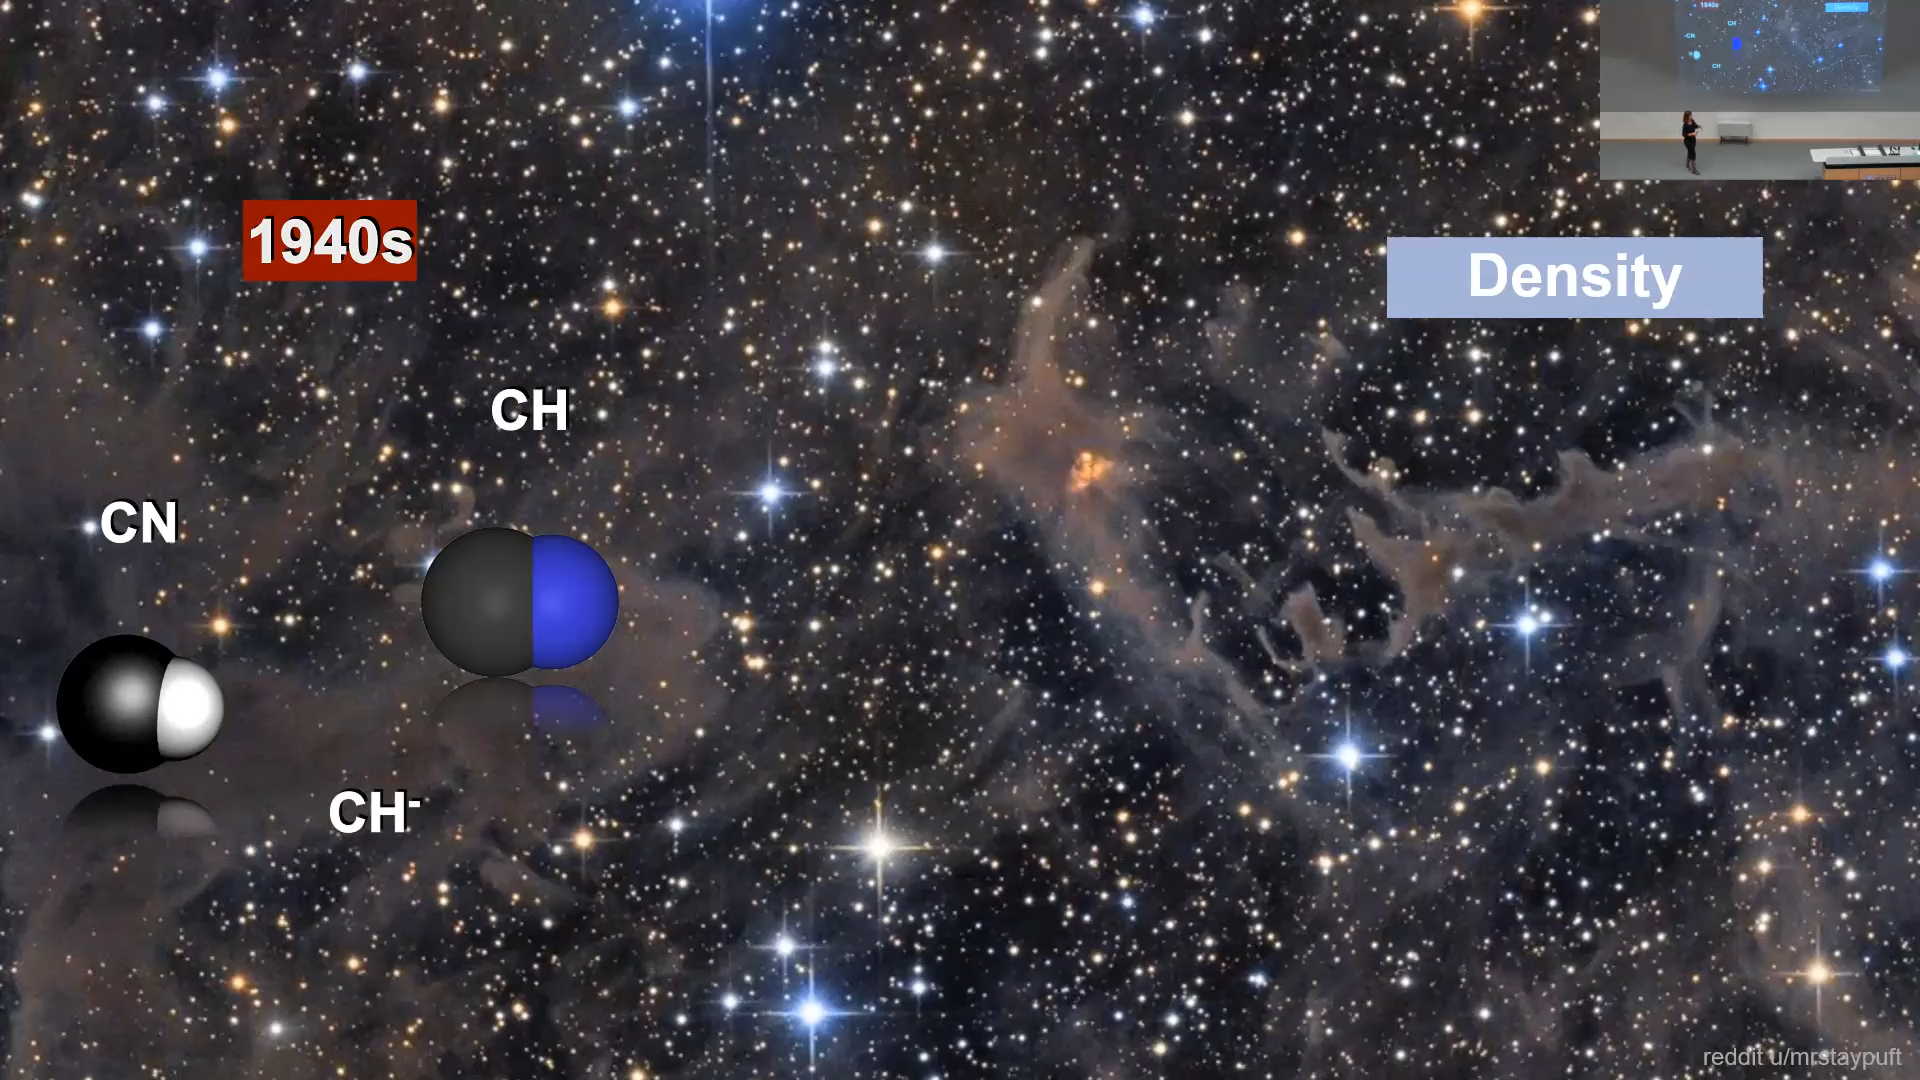 1940s
Density
CH
CN
CH-
reddit u/mrstaypuft